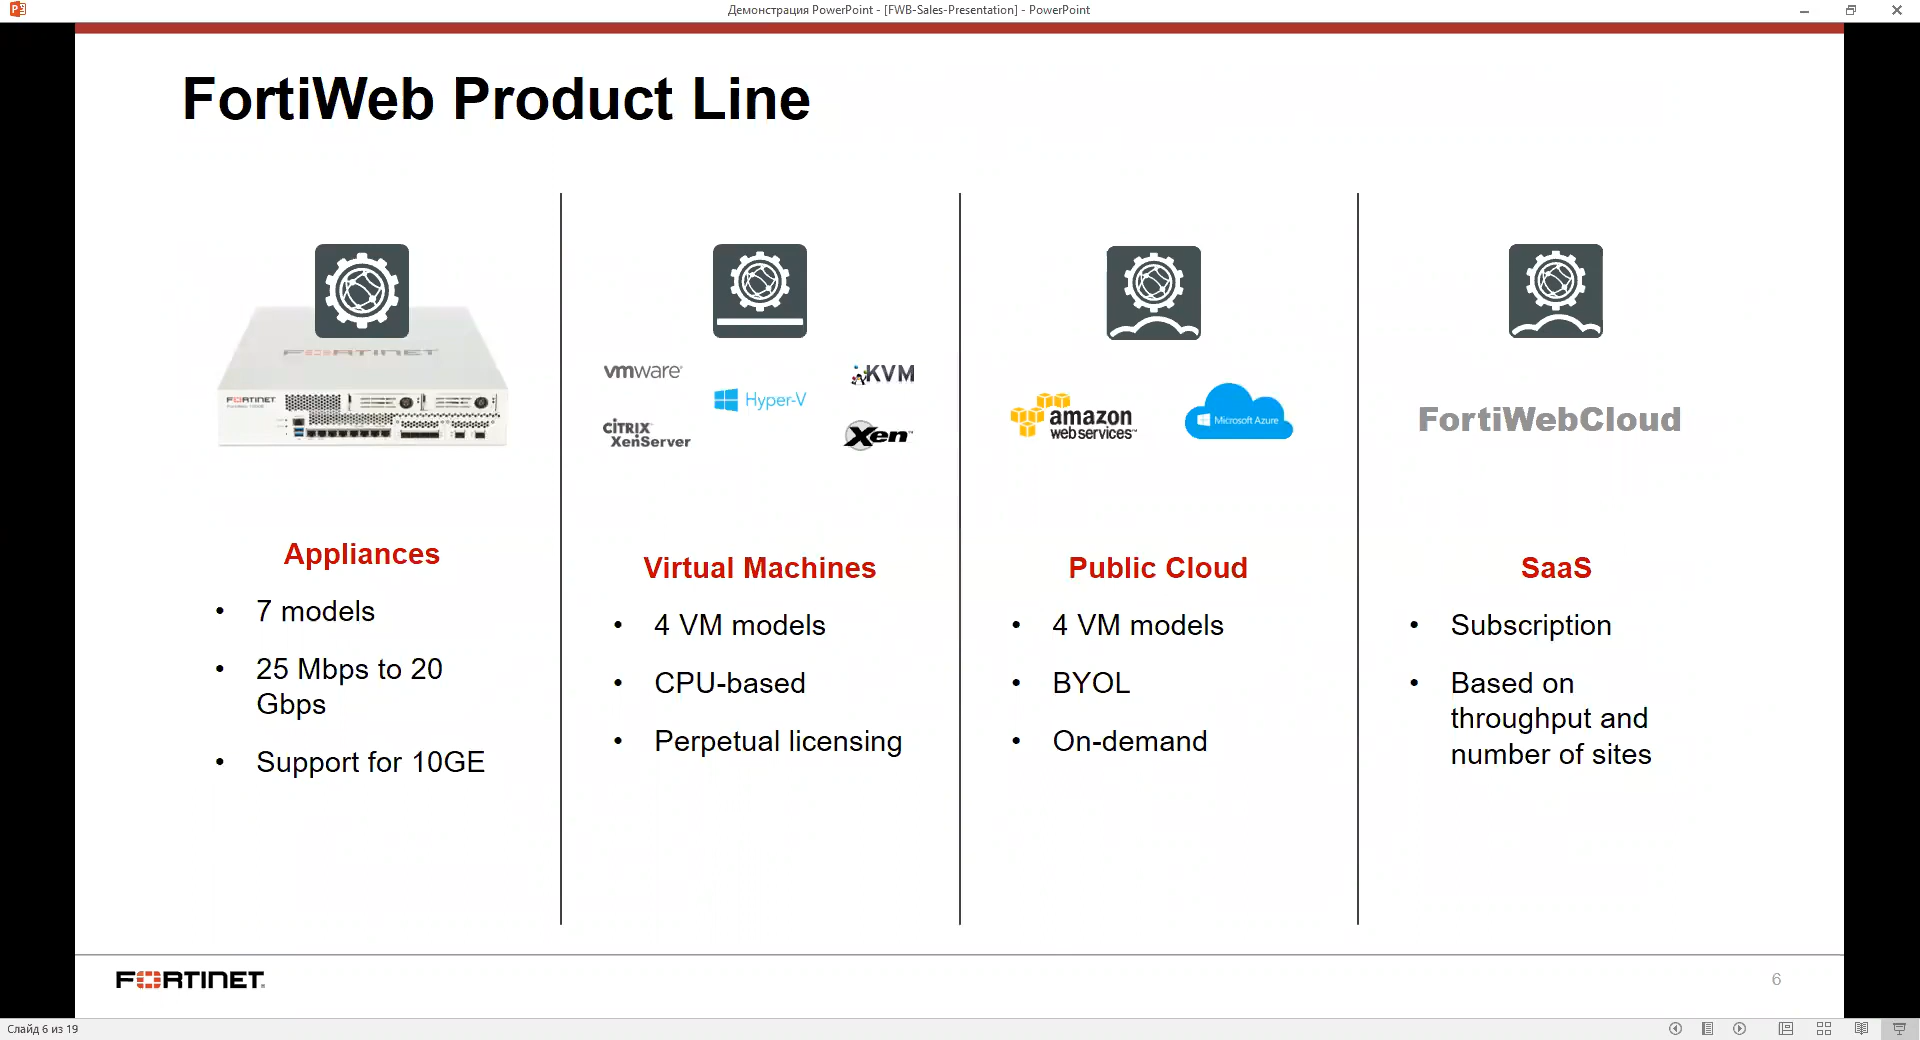 Демонстрация PowerPoint - [FWB-Sales-Presentation] - PowerPoint
FortiWeb Product Line
FORTINET
FORTINET
vmware
Hyper-V
KVM
CITRIX
XenServer
Xen
amazon
webservices
Microsoft Azure
FortiWebCloud
Appliances
• 7 models
• 25 Mbps to 20
Gbps
• Support for 10GE
Virtual Machines
• 4 VM models
• CPU-based
• Perpetual licensing
Public Cloud
• 4 VM models
• BYOL
• On-demand
SaaS
• Subscription
• Based on
throughput and
number of sites
FORTINET
6
Слайд 6 из 19